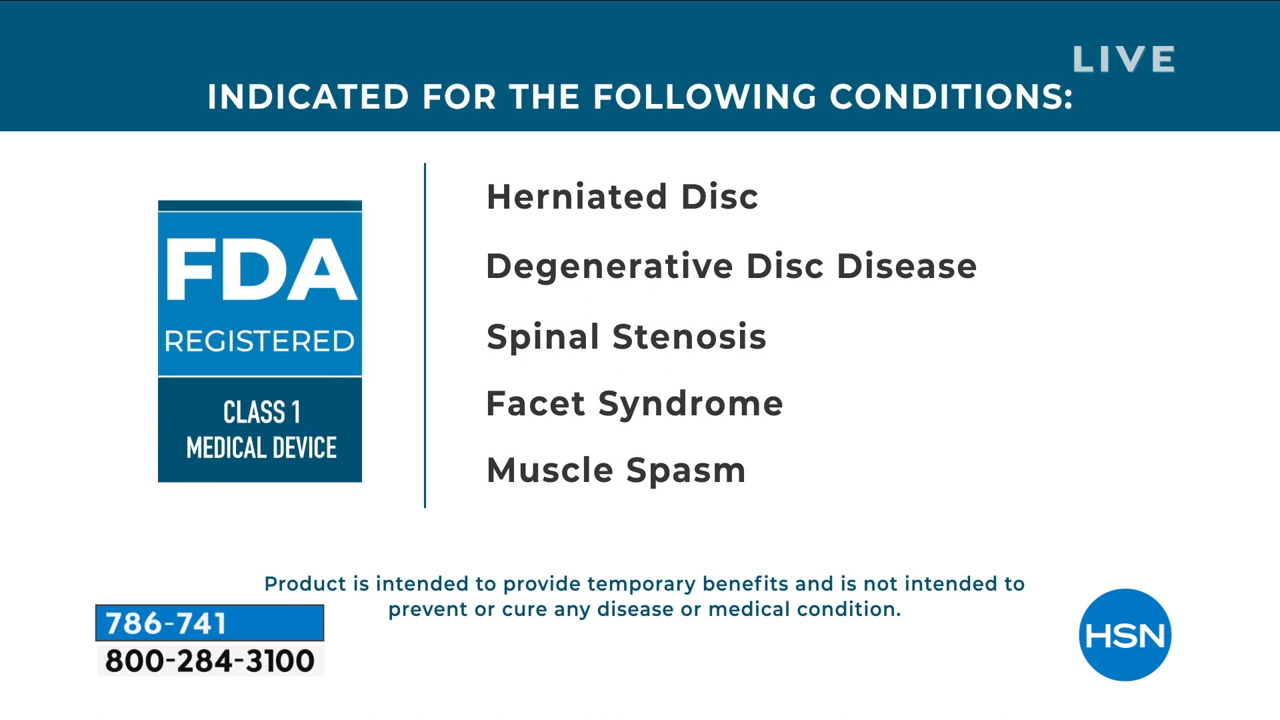 LIVE
INDICATED FOR THE FOLLOWING CONDITIONS:
FDA
REGISTERED
CLASS 1
MEDICAL DEVICE
Herniated Disc
Degenerative Disc Disease
Spinal Stenosis
Facet Syndrome
Muscle Spasm
Product is intended to provide temporary benefits and is not intended to
prevent or cure any disease or medical condition.
786-741
800-284-3100
HSN